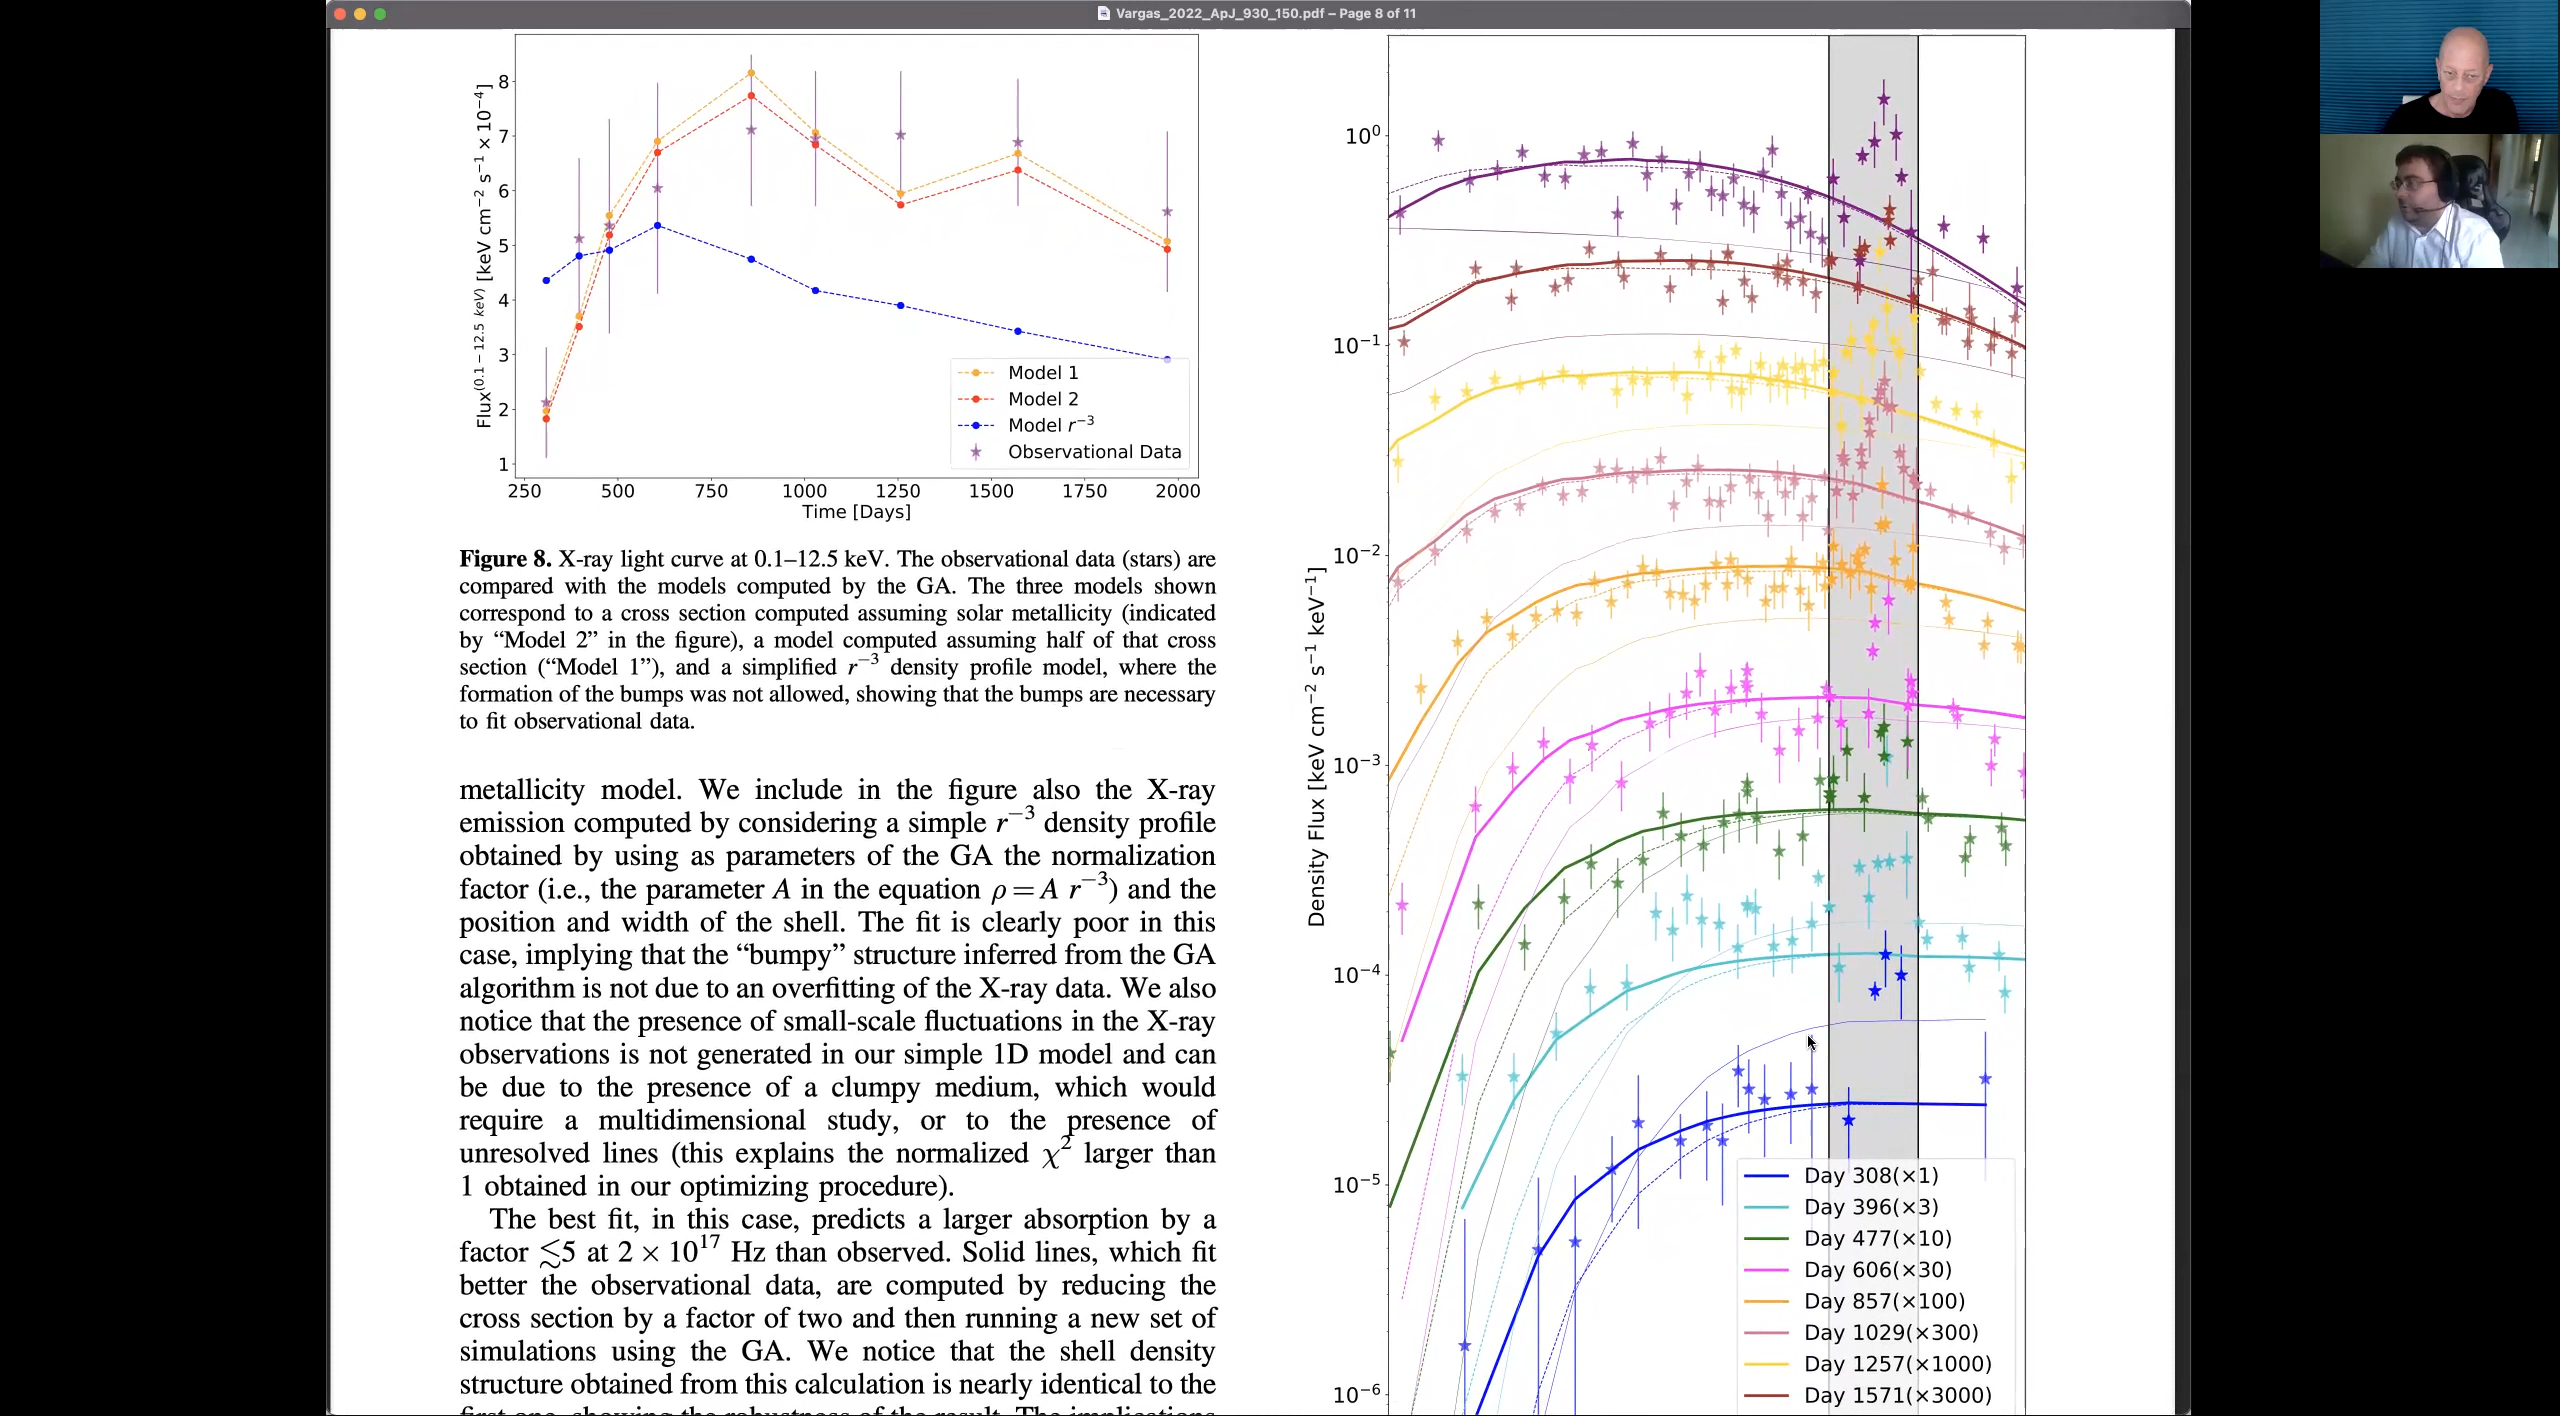 Vargas_2022_ApJ_930_150.pdf – Page 8 of 11
Flux(0.1 − 12.5 keV) [keV cm−2 s−1 × 10−4]
8
7
6
5
4
3
2
1
250 500 750 1000 1250 1500 1750 2000
Time [Days]
Model 1
Model 2
Model r−3
Observational Data
Figure 8. X-ray light curve at 0.1–12.5 keV. The observational data (stars) are
compared with the models computed by the GA. The three models shown
correspond to a cross section computed assuming solar metallicity (indicated
by “Model 2” in the figure), a model computed assuming half of that cross
section (“Model 1”), and a simplified r−3 density profile model, where the
formation of the bumps was not allowed, showing that the bumps are necessary
to fit observational data.
metallicity model. We include in the figure also the X-ray
emission computed by considering a simple r−3 density profile
obtained by using as parameters of the GA the normalization
factor (i.e., the parameter A in the equation ρ = A r−3) and the
position and width of the shell. The fit is clearly poor in this
case, implying that the “bumpy” structure inferred from the GA
algorithm is not due to an overfitting of the X-ray data. We also
notice that the presence of small-scale fluctuations in the X-ray
observations is not generated in our simple 1D model and can
be due to the presence of a clumpy medium, which would
require a multidimensional study, or to the presence of
unresolved lines (this explains the normalized χ2 larger than
1 obtained in our optimizing procedure).
The best fit, in this case, predicts a larger absorption by a
factor ≲5 at 2 × 10^17 Hz than observed. Solid lines, which fit
better the observational data, are computed by reducing the
cross section by a factor of two and then running a new set of
simulations using the GA. We notice that the shell density
structure obtained from this calculation is nearly identical to the
first one, showing the robustness of the result. The implications
Density Flux [keV cm−2 s−1 keV−1]
10^0
10^−1
10^−2
10^−3
10^−4
10^−5
10^−6
Day 308(×1)
Day 396(×3)
Day 477(×10)
Day 606(×30)
Day 857(×100)
Day 1029(×300)
Day 1257(×1000)
Day 1571(×3000)